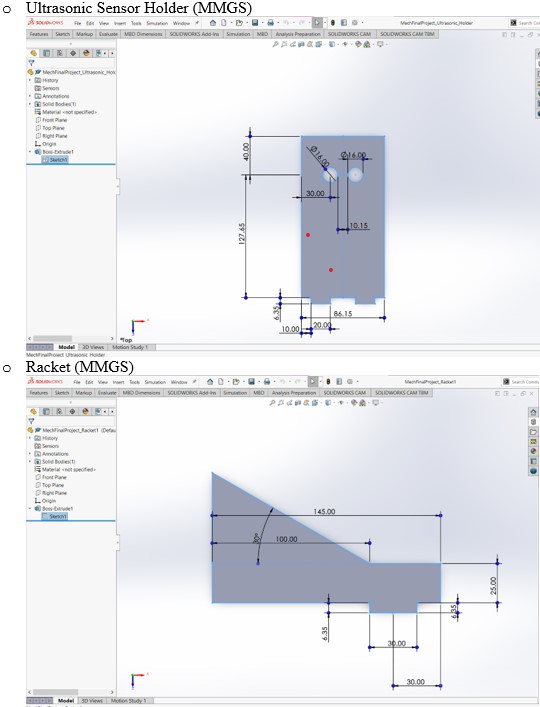 o Ultrasonic Sensor Holder (MMGS)
SOLIDWORKS File Edit View Insert Tools Simulation Window MechFinalProject_Ultrasonic_Holder
Features Sketch Markup Evaluate MBD Dimensions SOLIDWORKS Add-Ins Simulation MBD Analysis Preparation SOLIDWORKS CAM SOLIDWORKS CAM TBM
MechFinalProject_Ultrasonic_Hol
History
Sensors
Annotations
Solid Bodies(1)
Material <not specified>
Front Plane
Top Plane
Right Plane
Origin
Boss-Extrude1
Sketch1
40.00
Ø16.00
Ø16.00
30.00
10.15
127.65
6.35
86.15
20.00
10.00
*Top
Model 3D Views Motion Study 1
MechFinalProject Ultrasonic Holder
o Racket (MMGS)
SOLIDWORKS File Edit View Insert Tools Simulation Window MechFinalProject_Racket1
Features Sketch Markup Evaluate MBD Dimensions SOLIDWORKS Add-Ins Simulation MBD Analysis Preparation SOLIDWORKS CAM SOLIDWORKS CAM TBM
MechFinalProject_Racket1 (Defau
History
Sensors
Annotations
Solid Bodies(1)
Material <not specified>
Front Plane
Top Plane
Right Plane
Origin
Boss-Extrude1
Sketch1
145.00
30°
100.00
25.00
6.35
6.35
30.00
30.00
Model 3D Views Motion Study 1